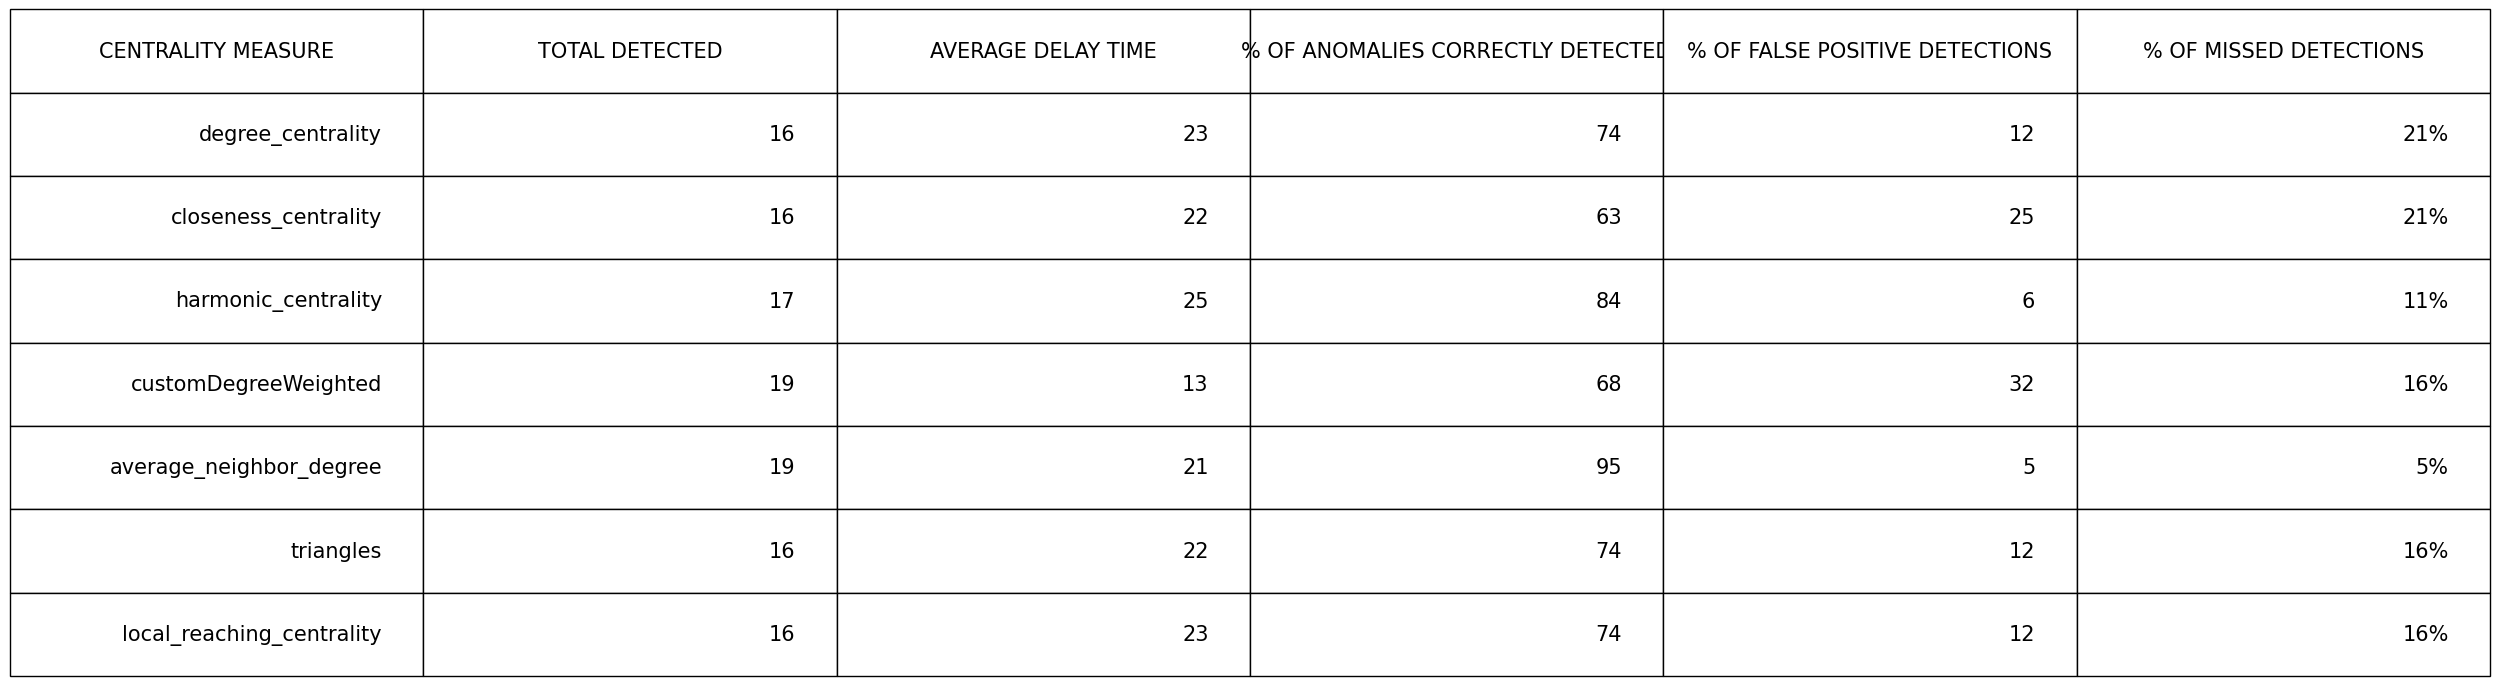 CENTRALITY MEASURE TOTAL DETECTED AVERAGE DELAY TIME % OF ANOMALIES CORRECTLY DETECTED % OF FALSE POSITIVE DETECTIONS % OF MISSED DETECTIONS
degree_centrality 16 23 74 12 21%
closeness_centrality 16 22 63 25 21%
harmonic_centrality 17 25 84 6 11%
customDegreeWeighted 19 13 68 32 16%
average_neighbor_degree 19 21 95 5 5%
triangles 16 22 74 12 16%
local_reaching_centrality 16 23 74 12 16%